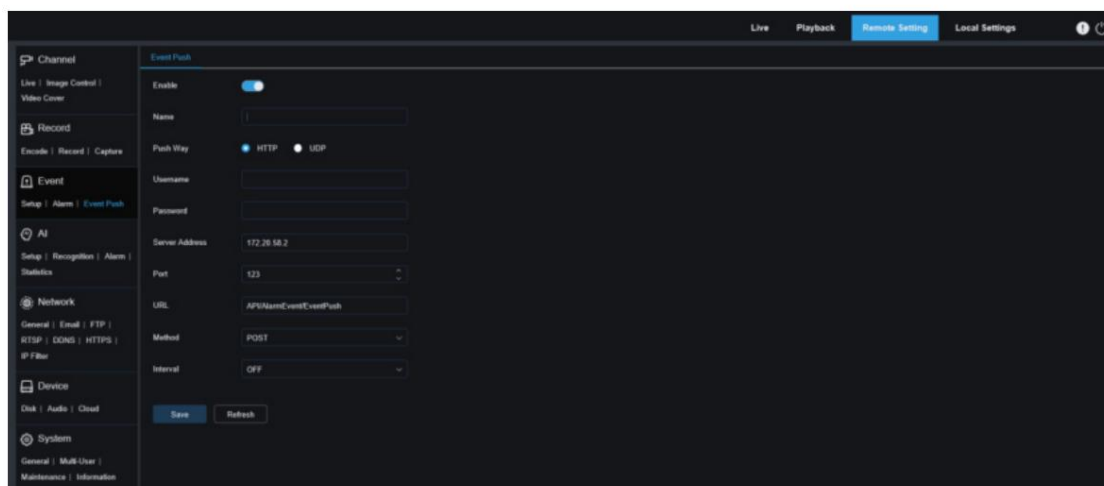 Live Playback Remote Setting Local Settings
Channel
Live | Image Control |
Video Cover
Record
Encode | Record | Capture
Event
Setup | Alarm | Event Push
AI
Setup | Recognition | Alarm |
Statistics
Network
General | Email | FTP |
RTSP | DDNS | HTTPS |
IP Filter
Device
Disk | Audio | Cloud
System
General | Multi-User |
Maintenance | Information
Event Push
Enable
Name
Push Way HTTP UDP
Username
Password
Server Address 172.20.58.2
Port 123
URL API/AlarmEvent/EventPush
Method POST
Interval OFF
Save Refresh